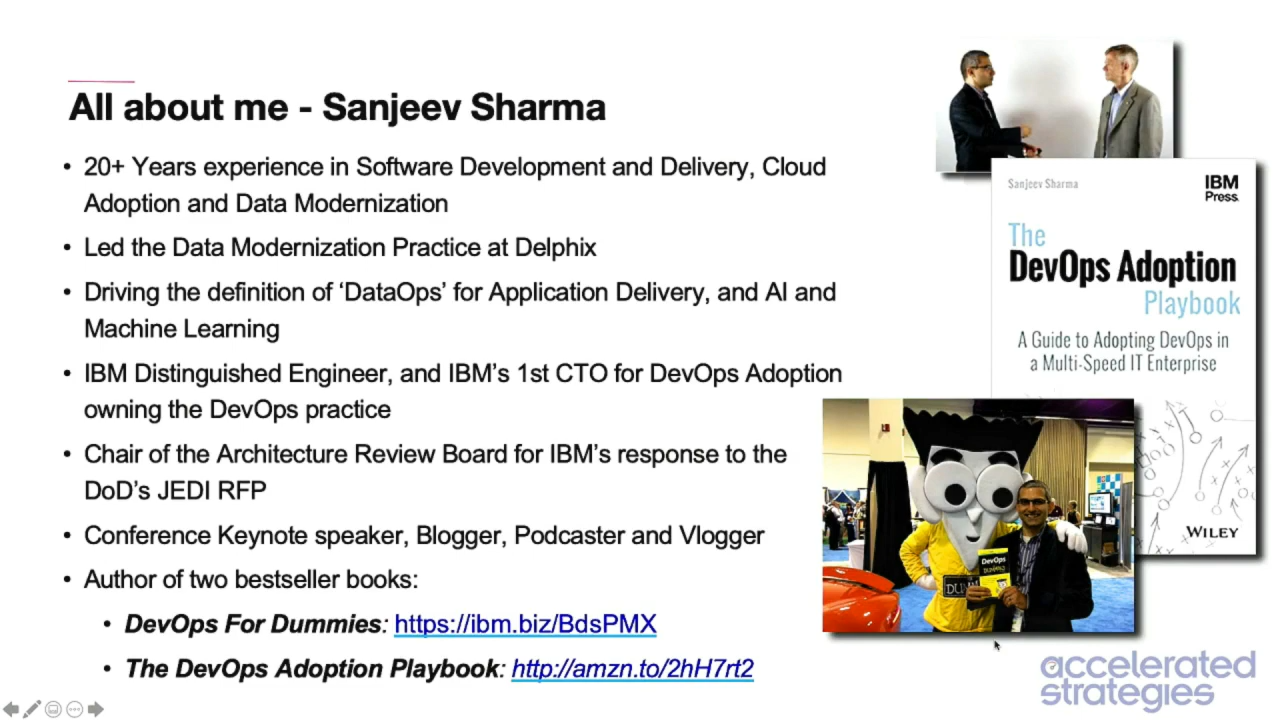 All about me - Sanjeev Sharma
• 20+ Years experience in Software Development and Delivery, Cloud
Adoption and Data Modernization
• Led the Data Modernization Practice at Delphix
• Driving the definition of ‘DataOps’ for Application Delivery, and AI and
Machine Learning
• IBM Distinguished Engineer, and IBM’s 1st CTO for DevOps Adoption
owning the DevOps practice
• Chair of the Architecture Review Board for IBM’s response to the
DoD’s JEDI RFP
• Conference Keynote speaker, Blogger, Podcaster and Vlogger
• Author of two bestseller books:
• DevOps For Dummies: https://ibm.biz/BdsPMX
• The DevOps Adoption Playbook: http://amzn.to/2hH7rt2
Sanjeev Sharma
IBM
Press
The
DevOps Adoption
Playbook
A Guide to Adopting DevOps in
a Multi-Speed IT Enterprise
WILEY
DevOps
DUMMIES
accelerated
strategies